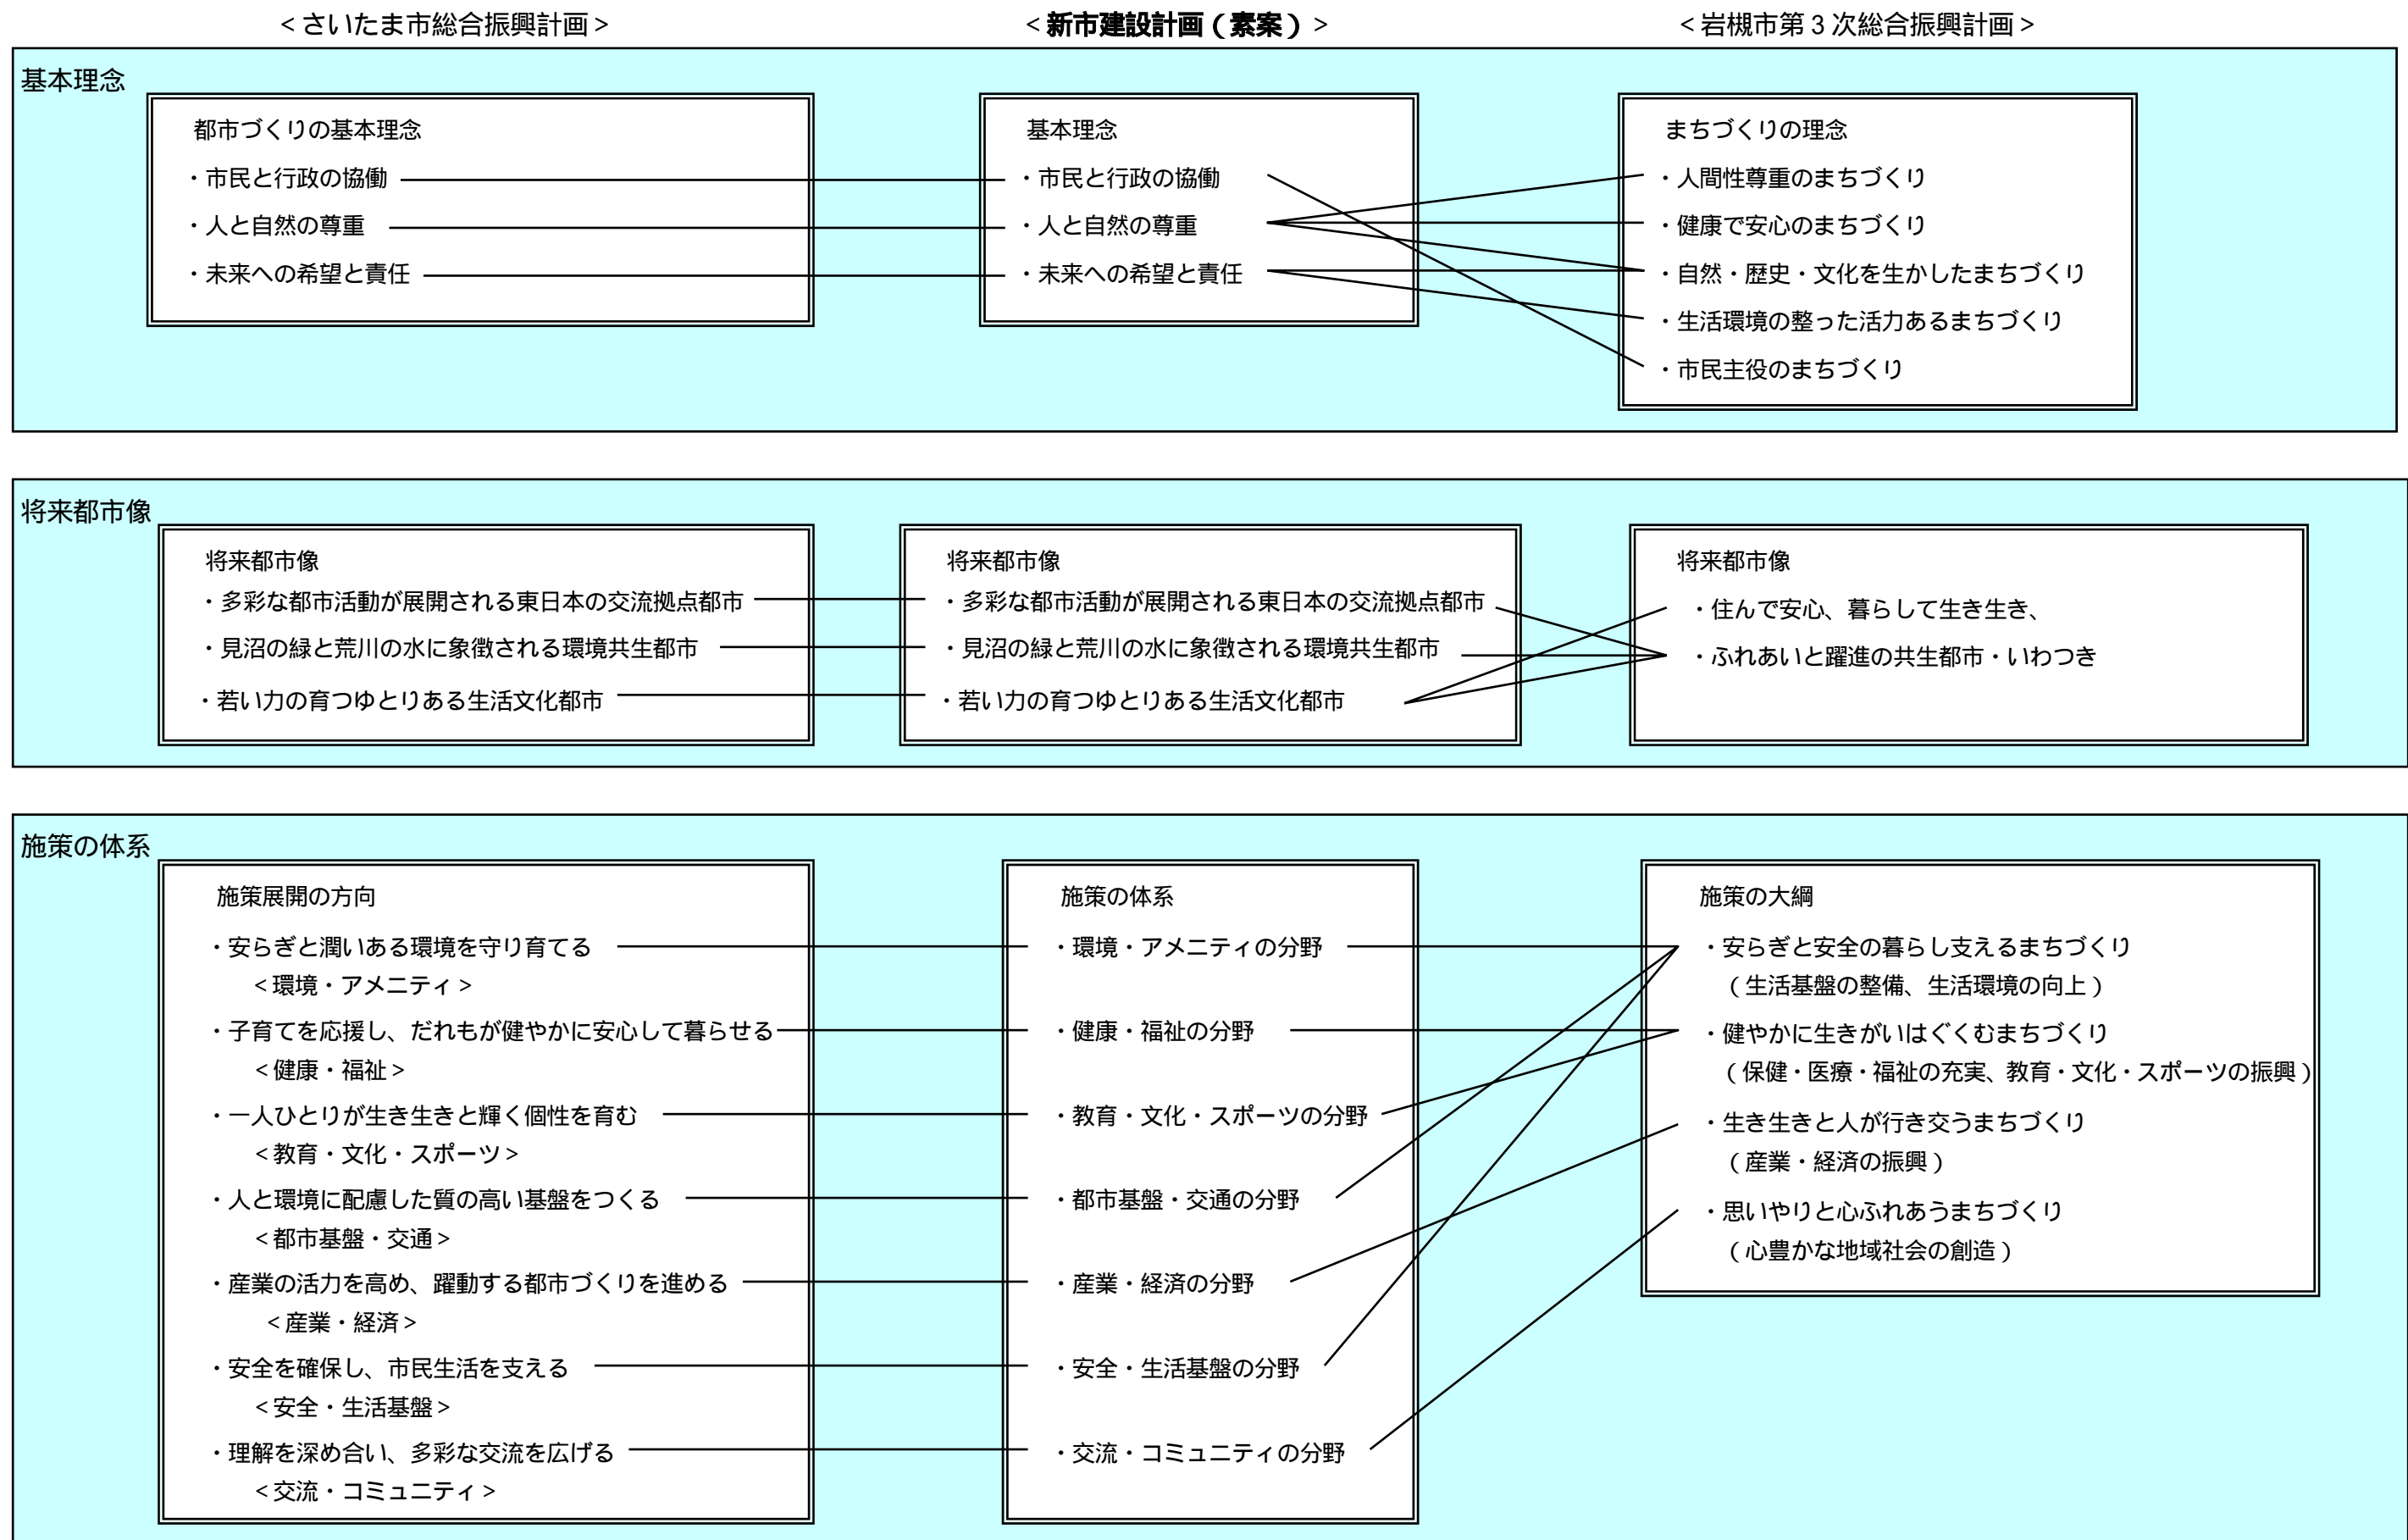 ＜さいたま市総合振興計画＞
＜新市建設計画（素案）＞
＜岩槻市第３次総合振興計画＞
基本理念
都市づくりの基本理念
・市民と行政の協働
・人と自然の尊重
・未来への希望と責任
基本理念
・市民と行政の協働
・人と自然の尊重
・未来への希望と責任
まちづくりの理念
・人間性尊重のまちづくり
・健康で安心のまちづくり
・自然・歴史・文化を生かしたまちづくり
・生活環境の整った活力あるまちづくり
・市民主役のまちづくり
将来都市像
将来都市像
・多彩な都市活動が展開される東日本の交流拠点都市
・見沼の緑と荒川の水に象徴される環境共生都市
・若い力の育つゆとりある生活文化都市
将来都市像
・多彩な都市活動が展開される東日本の交流拠点都市
・見沼の緑と荒川の水に象徴される環境共生都市
・若い力の育つゆとりある生活文化都市
将来都市像
・住んで安心、暮らして生き生き、
・ふれあいと躍進の共生都市・いわつき
施策の体系
施策展開の方向
・安らぎと潤いある環境を守り育てる
＜環境・アメニティ＞
・子育てを応援し、だれもが健やかに安心して暮らせる
＜健康・福祉＞
・一人ひとりが生き生きと輝く個性を育む
＜教育・文化・スポーツ＞
・人と環境に配慮した質の高い基盤をつくる
＜都市基盤・交通＞
・産業の活力を高め、躍動する都市づくりを進める
＜産業・経済＞
・安全を確保し、市民生活を支える
＜安全・生活基盤＞
・理解を深め合い、多彩な交流を広げる
＜交流・コミュニティ＞
施策の体系
・環境・アメニティの分野
・健康・福祉の分野
・教育・文化・スポーツの分野
・都市基盤・交通の分野
・産業・経済の分野
・安全・生活基盤の分野
・交流・コミュニティの分野
施策の大綱
・安らぎと安全の暮らし支えるまちづくり
（生活基盤の整備、生活環境の向上）
・健やかに生きがいはぐくむまちづくり
（保健・医療・福祉の充実、教育・文化・スポーツの振興）
・生き生きと人が行き交うまちづくり
（産業・経済の振興）
・思いやりと心ふれあうまちづくり
（心豊かな地域社会の創造）